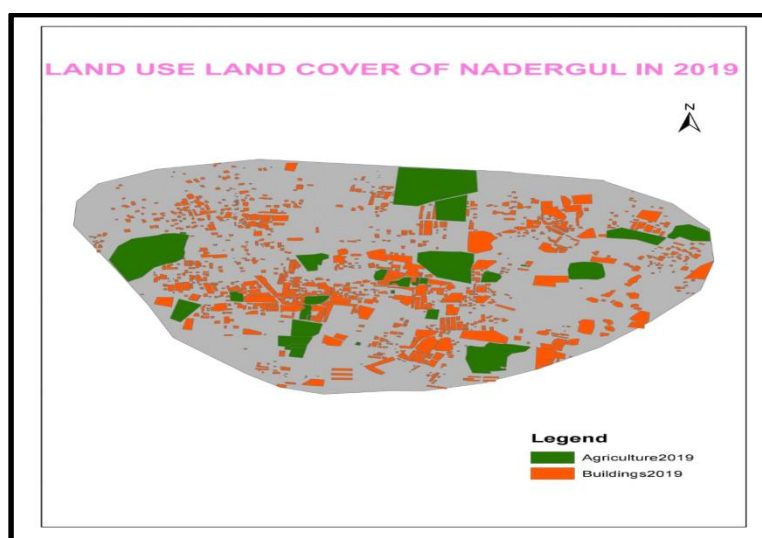 LAND USE LAND COVER OF NADERGUL IN 2019
N
Legend
Agriculture2019
Buildings2019